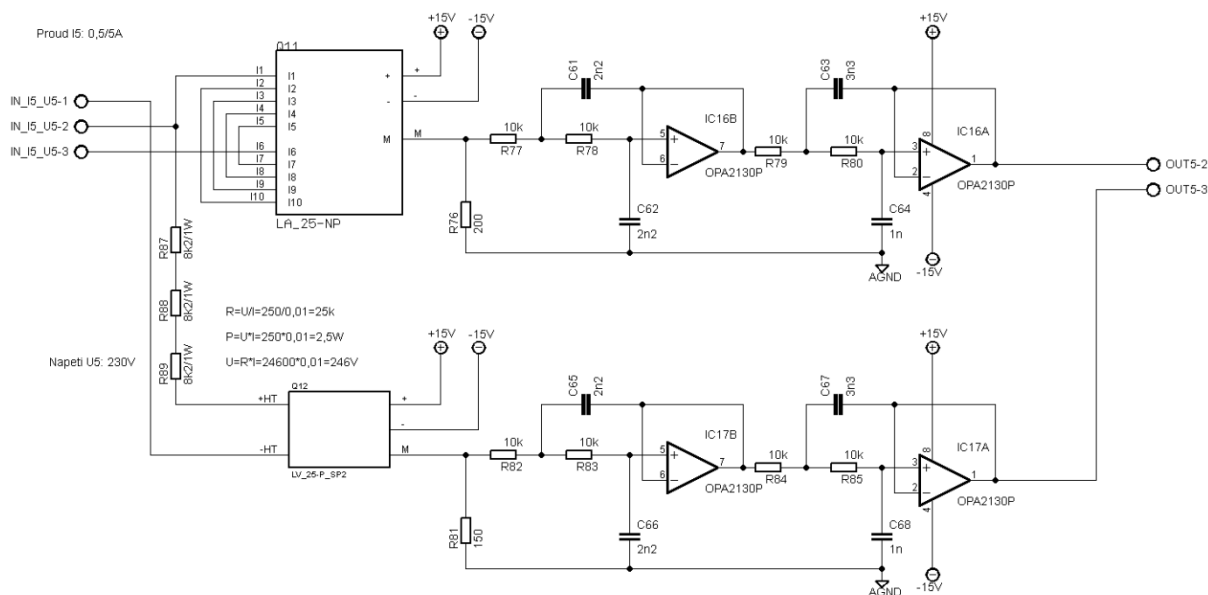 Proud I5: 0,5/5A
IN_I5_U5-1
IN_I5_U5-2
IN_I5_U5-3
Q11
I1 I1
I2 I2
I3 I3
I4 I4
I5 I5
I6 I6
I7 I7
I8 I8
I9 I9
I10 I10
+ +
- -
M M
LA_25-NP
+15V
-15V
R76
200
10k
R77
10k
R78
C61
2n2
C62
2n2
5
6
7
IC16B
OPA2130P
10k
R79
10k
R80
C63
3n3
C64
1n
AGND
+15V
8
3
2
1
4
IC16A
OPA2130P
-15V
OUT5-2
OUT5-3
R87
8k2/1W
R88
8k2/1W
R89
8k2/1W
R=U/I=250/0,01=25k
P=U*I=250*0,01=2,5W
U=R*I=24600*0,01=246V
Napeti U5: 230V
Q12
+HT
-HT
+
-
M
LV_25-P_SP2
+15V
-15V
R81
150
10k
R82
10k
R83
C65
2n2
C66
2n2
5
6
7
IC17B
OPA2130P
10k
R84
10k
R85
C67
3n3
C68
1n
AGND
+15V
8
3
2
1
4
IC17A
OPA2130P
-15V